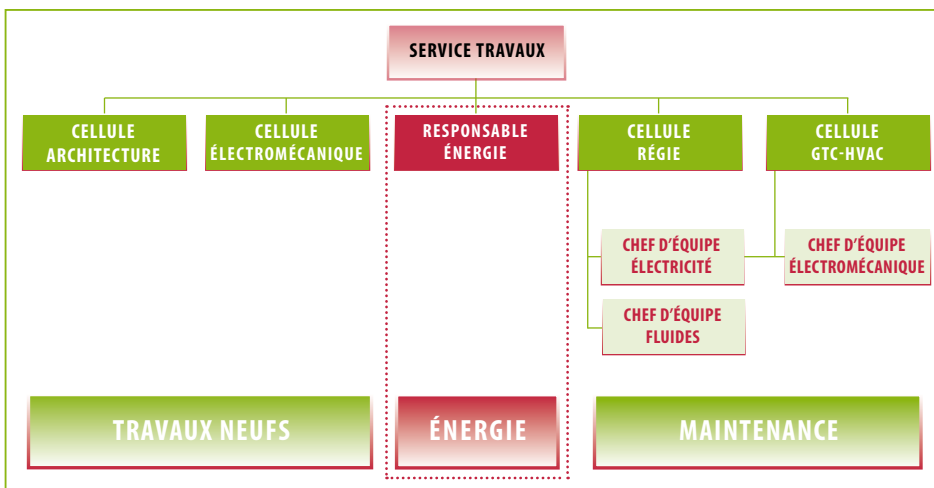 SERVICE TRAVAUX
CELLULE
ARCHITECTURE
CELLULE
ÉLECTROMÉCANIQUE
RESPONSABLE
ÉNERGIE
CELLULE
RÉGIE
CELLULE
GTC-HVAC
CHEF D'ÉQUIPE
ÉLECTRICITÉ
CHEF D'ÉQUIPE
ÉLECTROMÉCANIQUE
CHEF D'ÉQUIPE
FLUIDES
TRAVAUX NEUFS
ÉNERGIE
MAINTENANCE